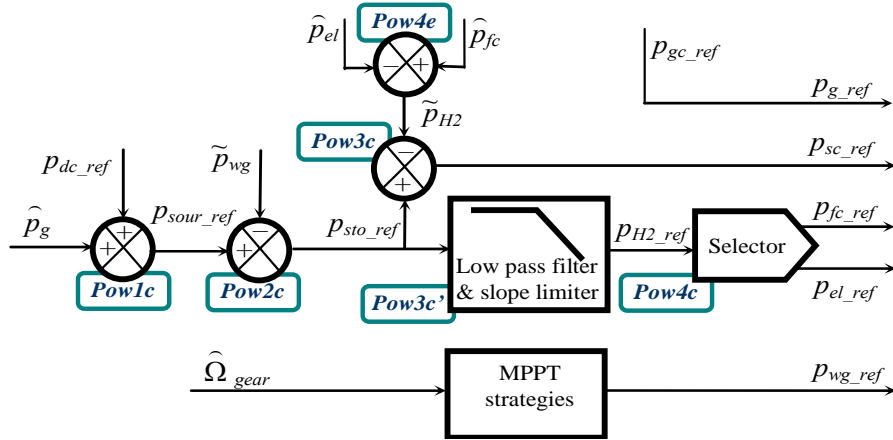 Pow4e
p̂el
p̂fc
− +
pgc_ref
pg_ref
p̃H2
Pow3c
−
+
psc_ref
pdc_ref
p̃wg
p̂g
+
+
psour_ref
−
+
psto_ref
pH2_ref
Selector
pfc_ref
pel_ref
Low pass filter
& slope limiter
Pow1c
Pow2c
Pow3c'
Pow4c
Ω̂ gear
MPPT
strategies
pwg_ref